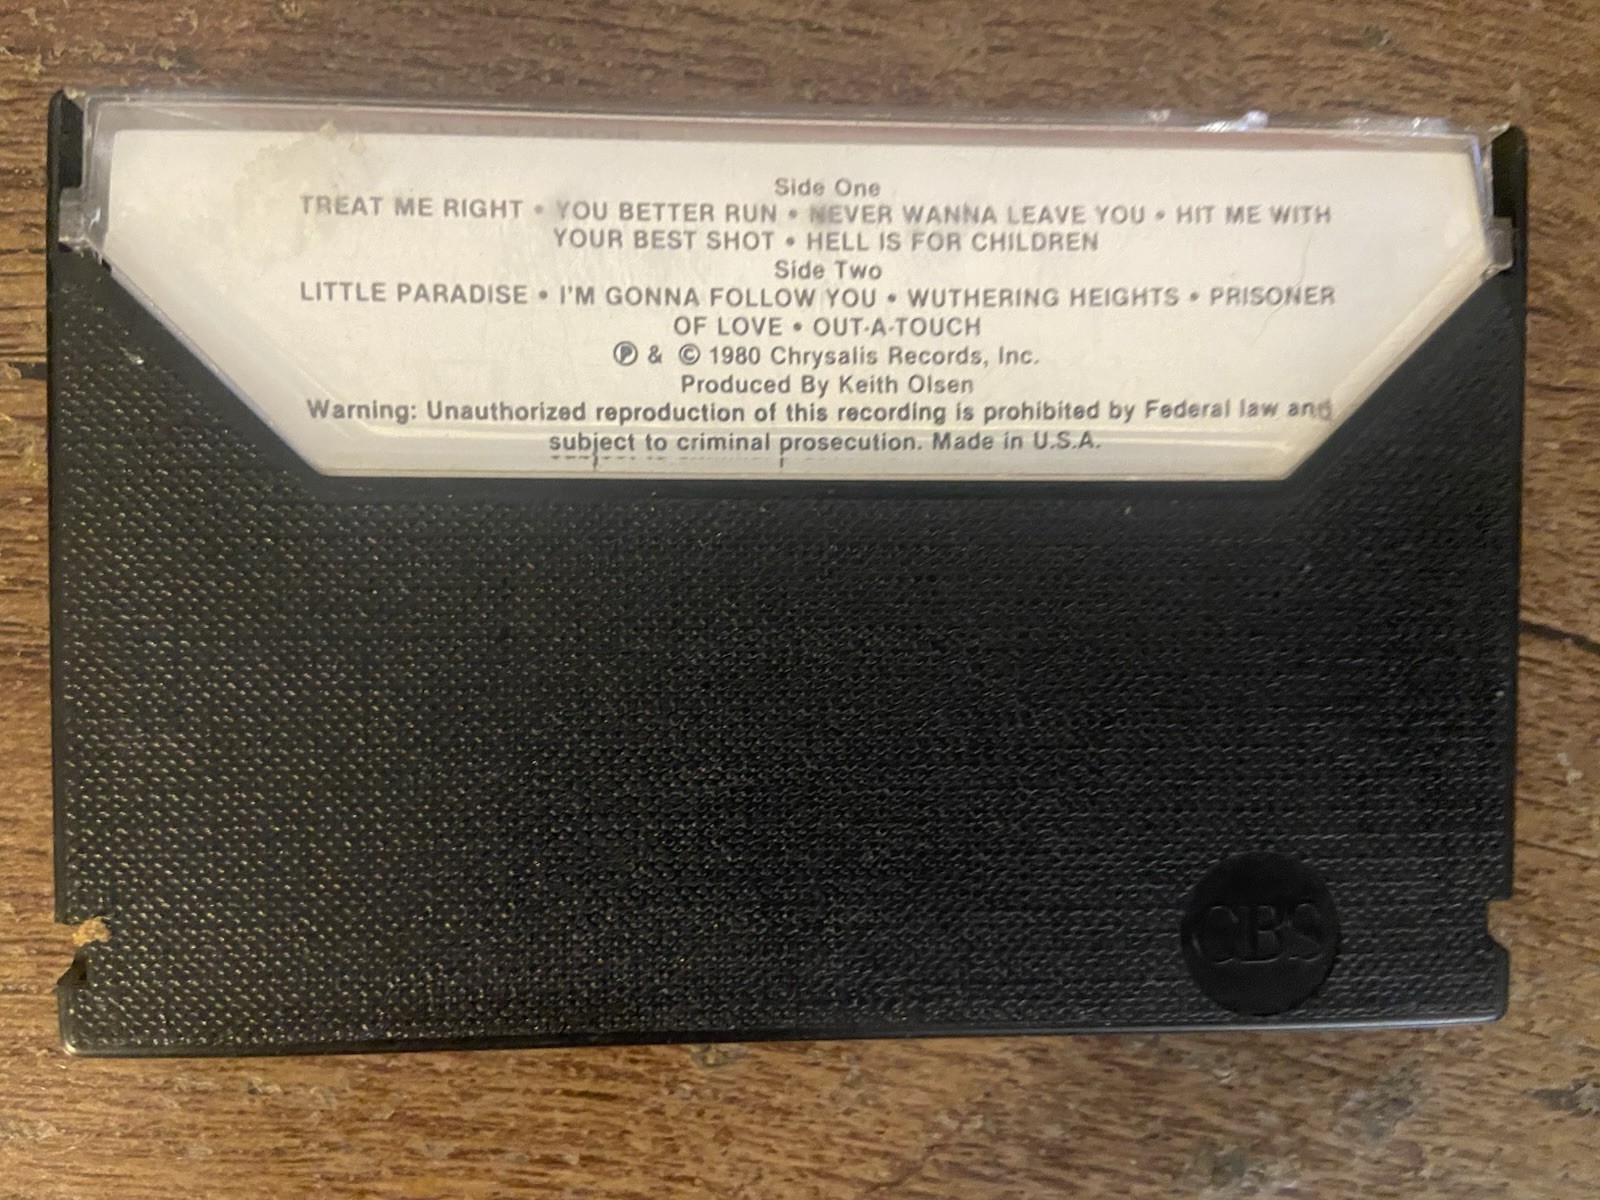 Side One
TREAT ME RIGHT • YOU BETTER RUN • NEVER WANNA LEAVE YOU • HIT ME WITH
YOUR BEST SHOT • HELL IS FOR CHILDREN
Side Two
LITTLE PARADISE • I'M GONNA FOLLOW YOU • WUTHERING HEIGHTS • PRISONER
OF LOVE • OUT-A-TOUCH
℗ & © 1980 Chrysalis Records, Inc.
Produced By Keith Olsen
Warning: Unauthorized reproduction of this recording is prohibited by Federal law and
subject to criminal prosecution. Made in U.S.A.
CBS